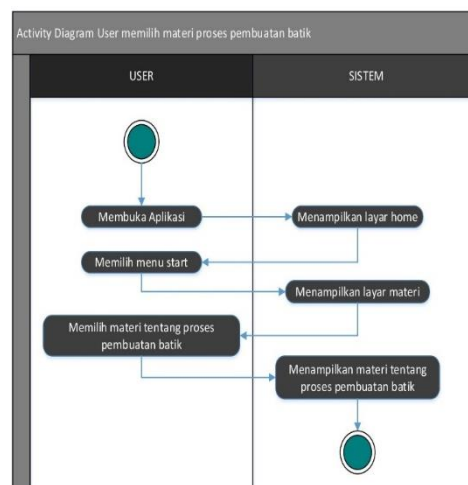 Activity Diagram User memilih materi proses pembuatan batik
USER
SISTEM
Membuka Aplikasi
Menampilkan layar home
Memilih menu start
Menampilkan layar materi
Memilih materi tentang proses
pembuatan batik
Menampilkan materi tentang
proses pembuatan batik